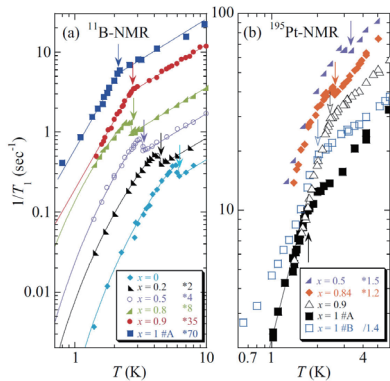 (a) ¹¹B-NMR
(b) ¹⁹⁵Pt-NMR
1/T₁ (sec⁻¹)
10
1
0.1
0.01
x = 0
x = 0.2 *2
x = 0.5 *4
x = 0.8 *8
x = 0.9 *35
x = 1 #A *70
1
10
T (K)
100
10
x = 0.5 *1.5
x = 0.84 *1.2
x = 0.9
x = 1 #A
x = 1 #B /1.4
0.7
1
4
T (K)